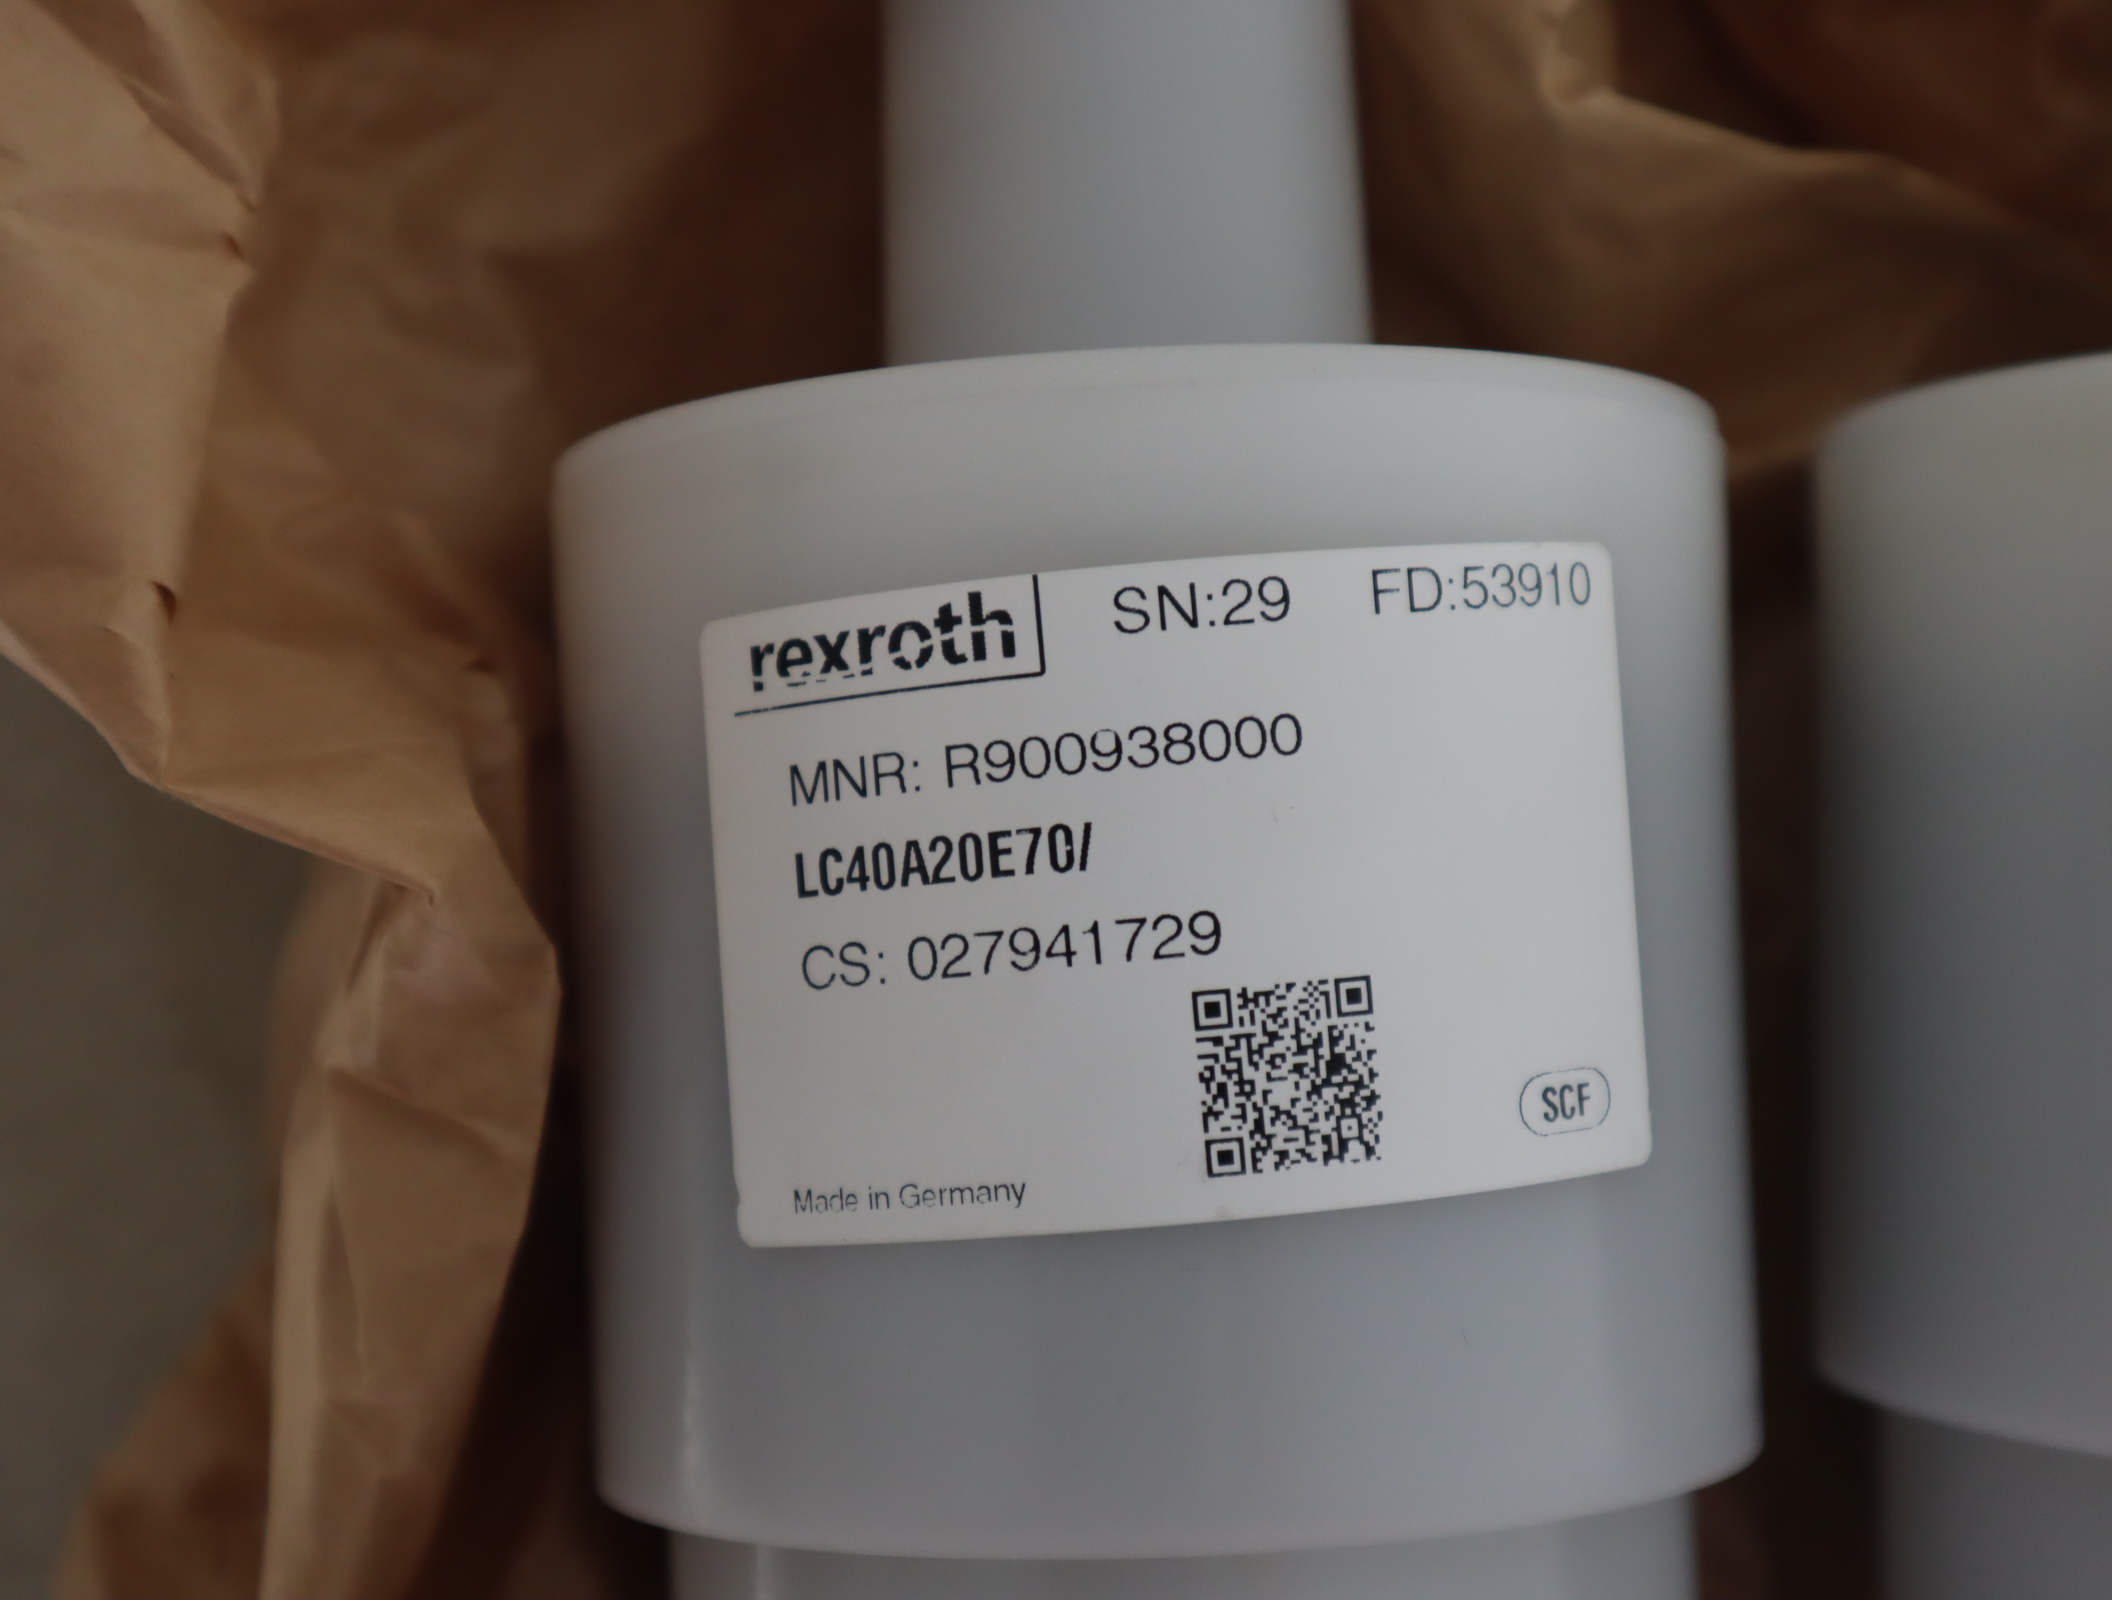 rexroth SN:29 FD:53910
MNR: R900938000
LC40A20E70/
CS: 027941729
SCF
Made in Germany